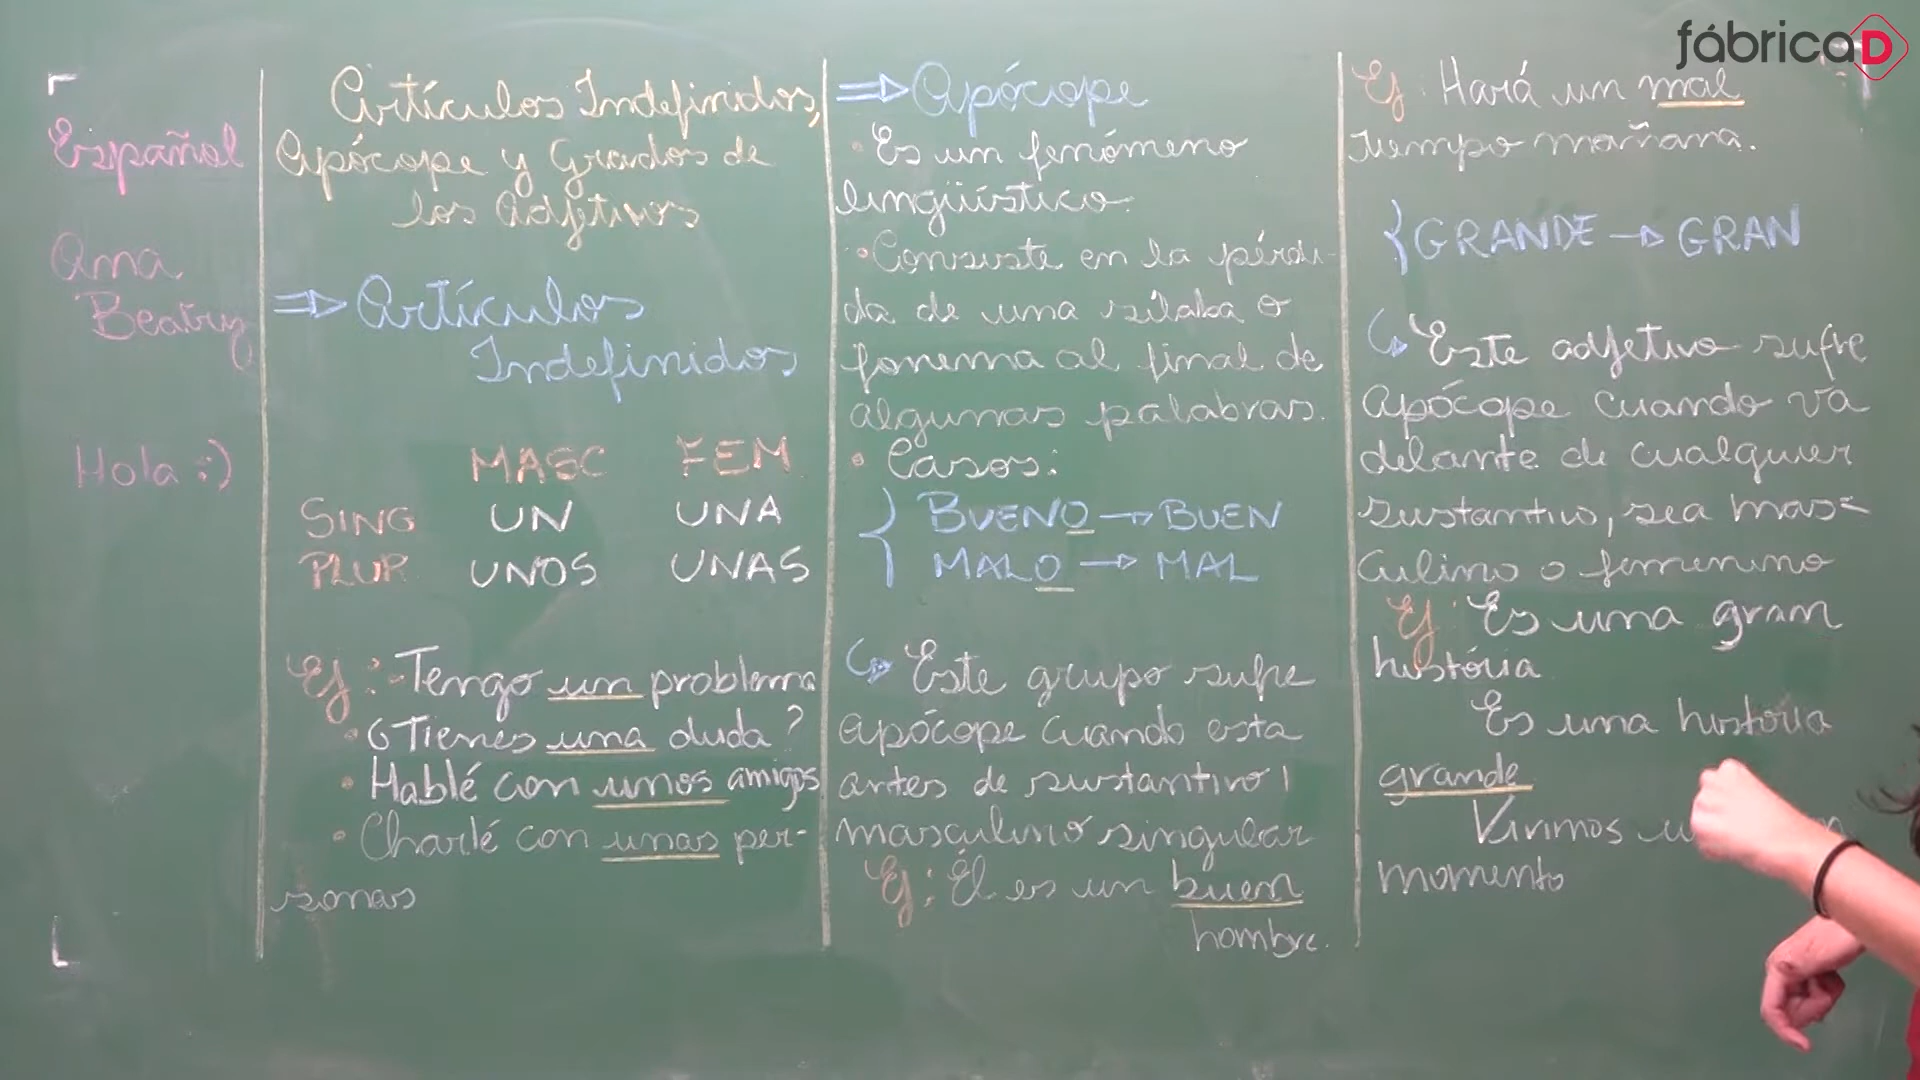 fábricaD
Español
Ana
Beatriz
Hola :)
Artículos Indefinidos,
Apócope y Grados de
los Adjetivos
⇒ Artículos
Indefinidos
MASC FEM
SING UN UNA
PLUR UNOS UNAS
Ej: - Tengo un problema
• ¿Tienes una duda?
• Hablé con unos amigos
• Charlé con unas per-
sonas
⇒ Apócope
• Es un fenómeno
lingüístico.
• Consiste en la pérdi-
da de una sílaba o
fonema al final de
algunas palabras.
• Casos:
BUENO → BUEN
MALO → MAL
↳ Este grupo sufre
apócope cuando esta
antes de sustantivo
masculino singular
Ej: Él es un buen
hombre.
Ej: Hará un mal
tiempo mañana.
{ GRANDE → GRAN
↳ Este adjetivo sufre
apócope cuando va
delante de cualquier
sustantivo, sea mas-
culino o femenino
Ej: Es una gran
história
Es una história
grande
Vivimos
momento